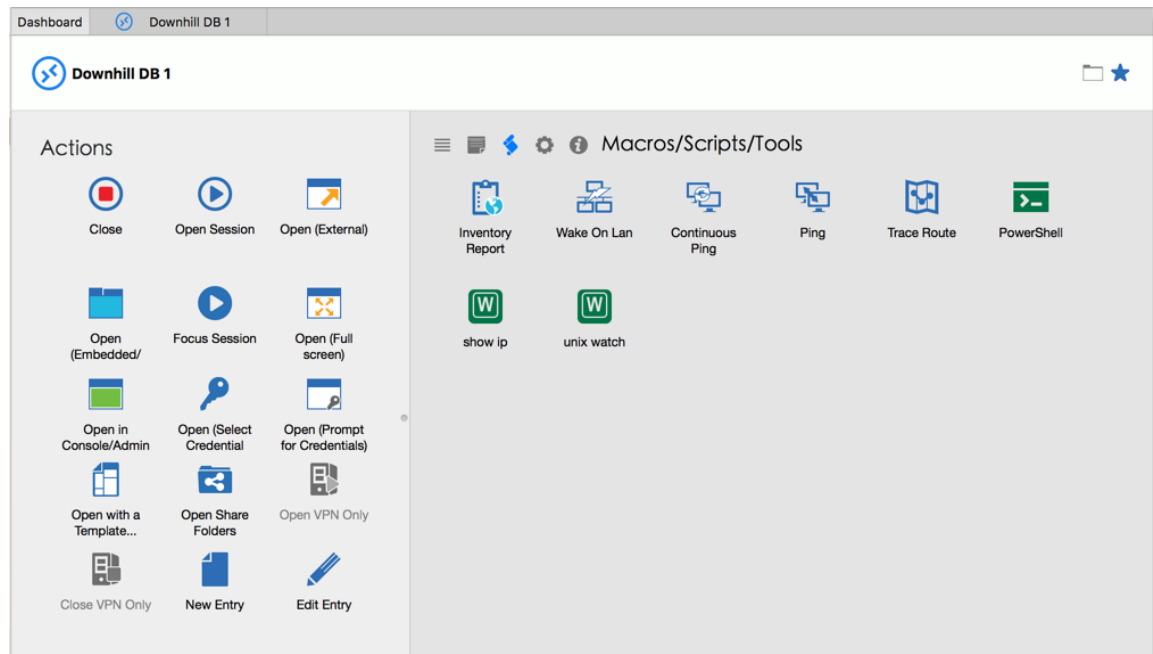 Dashboard
Downhill DB 1
Downhill DB 1
Actions
Close
Open Session
Open (External)
Open
(Embedded/
Focus Session
Open (Full
screen)
Open in
Console/Admin
Open (Select
Credential
Open (Prompt
for Credentials)
Open with a
Template...
Open Share
Folders
Open VPN Only
Close VPN Only
New Entry
Edit Entry
Macros/Scripts/Tools
Inventory
Report
Wake On Lan
Continuous
Ping
Ping
Trace Route
PowerShell
W
show ip
W
unix watch